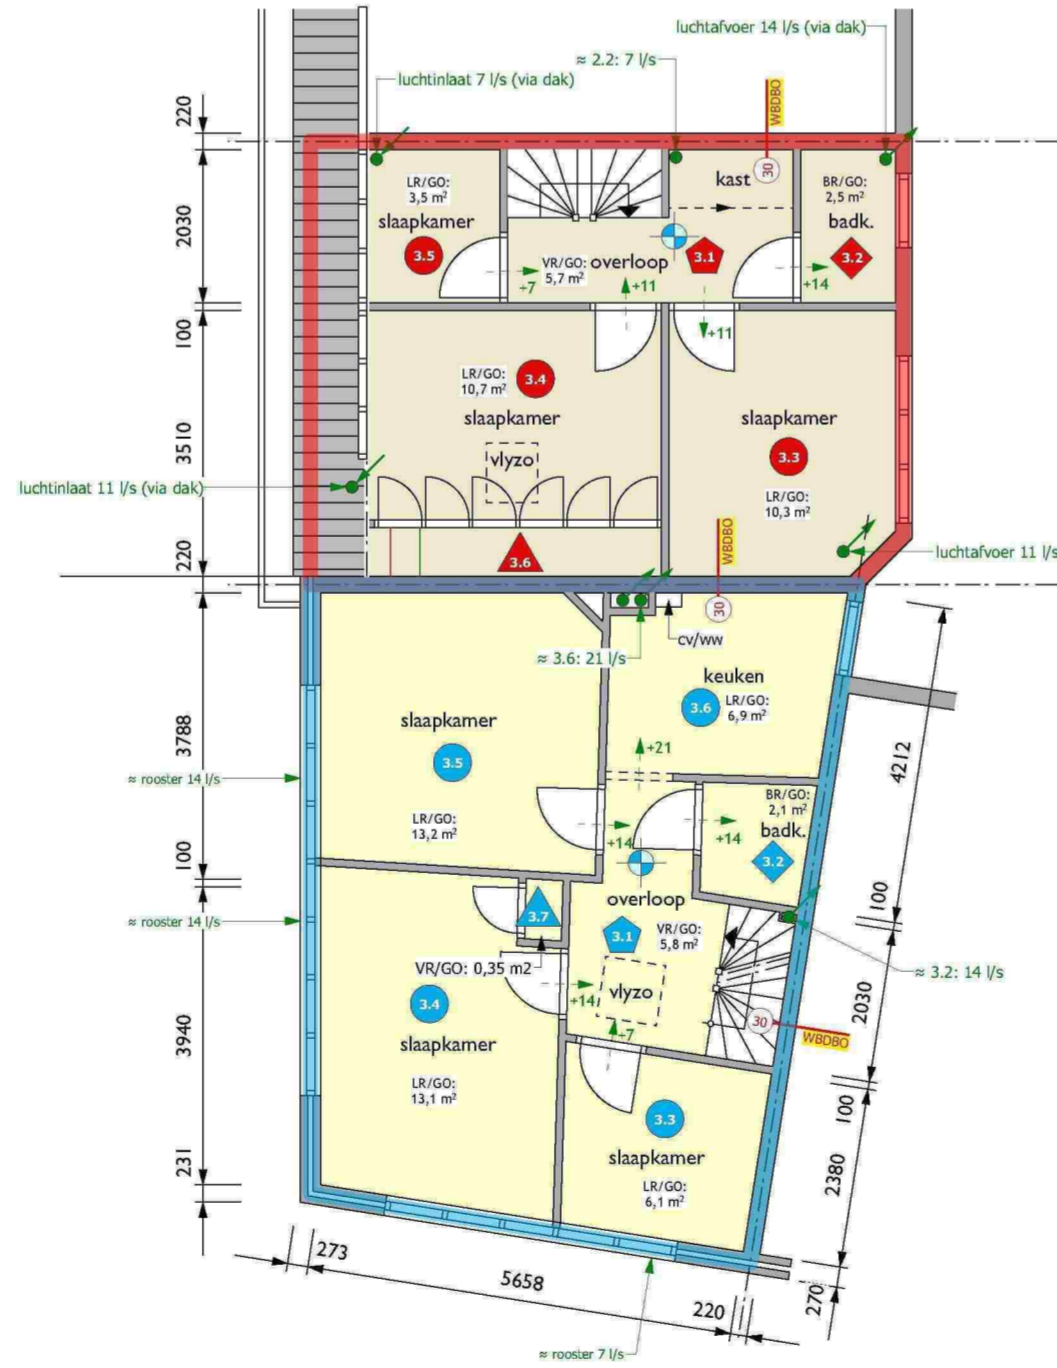 luchtafvoer 14 l/s (via dak)
≈ 2.2: 7 l/s
luchtinlaat 7 l/s (via dak)
WBDBO
30
220
2030
100
3510
220
LR/GO:
3,5 m²
slaapkamer
3.5
kast
BR/GO:
2,5 m²
badk.
3.2
VR/GO:
5,7 m²
overloop
3.1
+7
+11
+14
+11
LR/GO:
10,7 m²
3.4
slaapkamer
vlyzo
slaapkamer
3.3
LR/GO:
10,3 m²
luchtinlaat 11 l/s (via dak)
3.6
WBDBO
30
luchtafvoer 11 l/s
cv/ww
≈ 3.6: 21 l/s
keuken
3.6
LR/GO:
6,9 m²
slaapkamer
3.5
LR/GO:
13,2 m²
+21
3788
4212
≈ rooster 14 l/s
BR/GO:
2,1 m²
badk.
3.2
+14
+14
100
100
3.7
overloop
3.1
VR/GO:
5,8 m²
≈ rooster 14 l/s
VR/GO: 0,35 m2
≈ 3.2: 14 l/s
3.4
slaapkamer
LR/GO:
13,1 m²
+14
vlyzo
+7
30
WBDBO
2030
3940
100
3.3
slaapkamer
LR/GO:
6,1 m²
2380
231
273
5658
220
270
≈ rooster 7 l/s